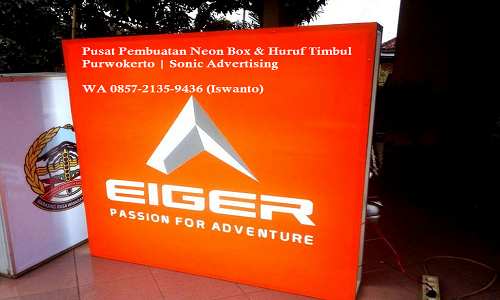 Pusat Pembuatan Neon Box & Huruf Timbul
Purwokerto | Sonic Advertising
WA 0857-2135-9436 (Iswanto)
EIGER
PASSION FOR ADVENTURE